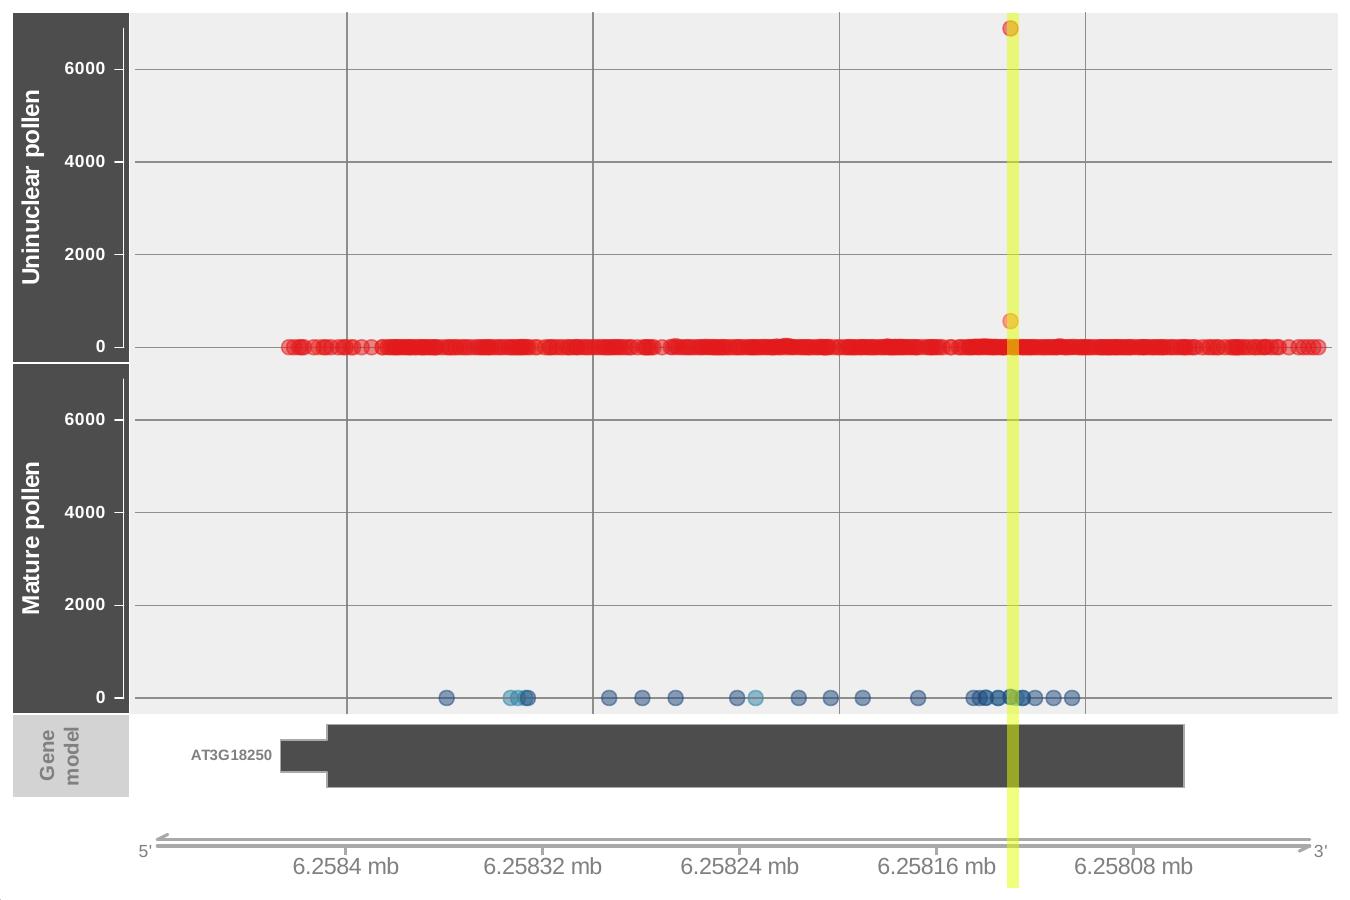 Uninuclear pollen
6000
4000
2000
0
Mature pollen
6000
4000
2000
0
Gene
model
AT3G18250
5'
3'
6.2584 mb
6.25832 mb
6.25824 mb
6.25816 mb
6.25808 mb